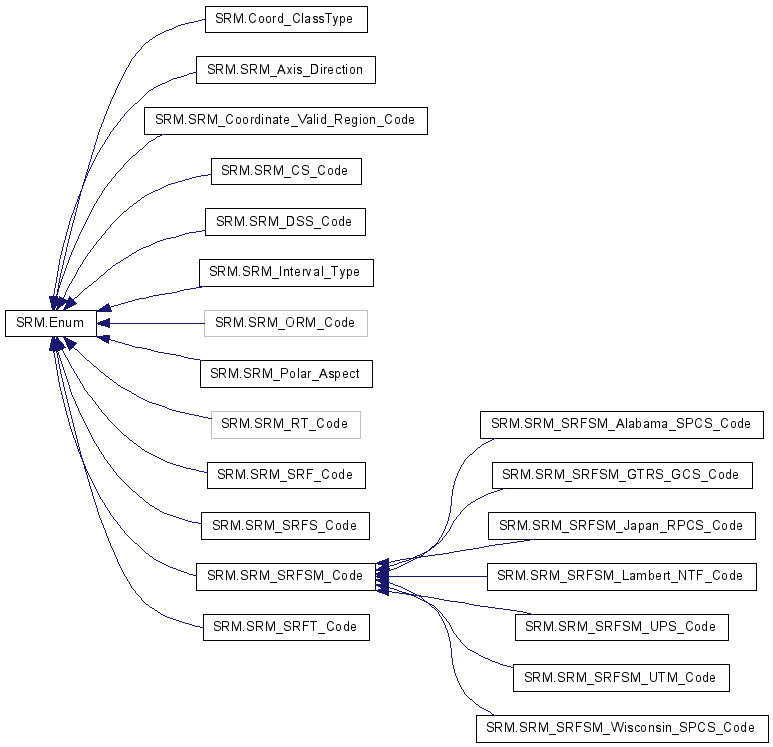 SRM.Coord_ClassType
SRM.SRM_Axis_Direction
SRM.SRM_Coordinate_Valid_Region_Code
SRM.SRM_CS_Code
SRM.SRM_DSS_Code
SRM.SRM_Interval_Type
SRM.Enum
SRM.SRM_ORM_Code
SRM.SRM_Polar_Aspect
SRM.SRM_RT_Code
SRM.SRM_SRF_Code
SRM.SRM_SRFS_Code
SRM.SRM_SRFSM_Code
SRM.SRM_SRFT_Code
SRM.SRM_SRFSM_Alabama_SPCS_Code
SRM.SRM_SRFSM_GTRS_GCS_Code
SRM.SRM_SRFSM_Japan_RPCS_Code
SRM.SRM_SRFSM_Lambert_NTF_Code
SRM.SRM_SRFSM_UPS_Code
SRM.SRM_SRFSM_UTM_Code
SRM.SRM_SRFSM_Wisconsin_SPCS_Code